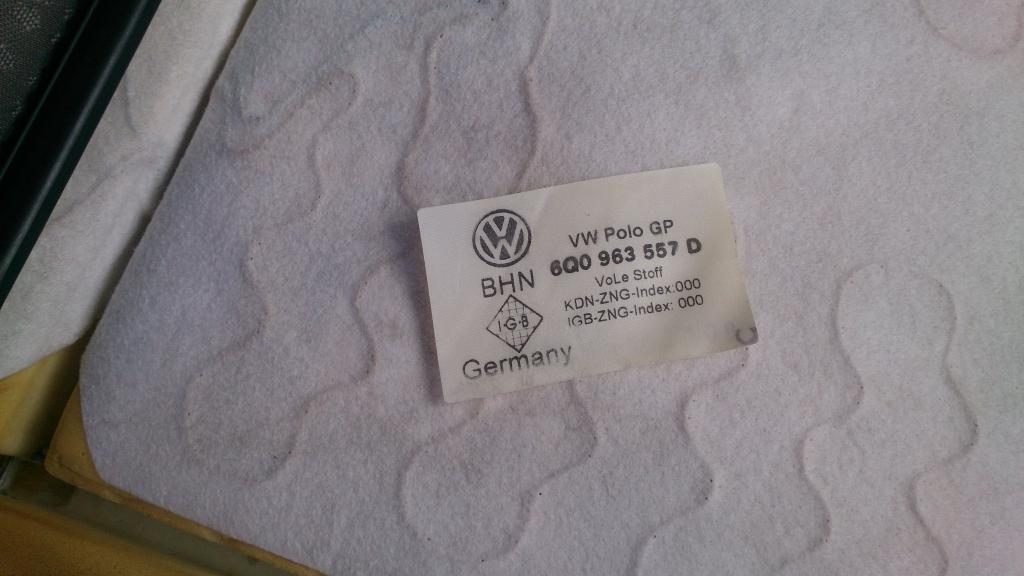 VW Polo GP
6Q0 963 557 D
VoLe Stoff
KDN-ZNG-Index:000
IGB-ZNG-Index: 000
BHN
I·G·B
Germany